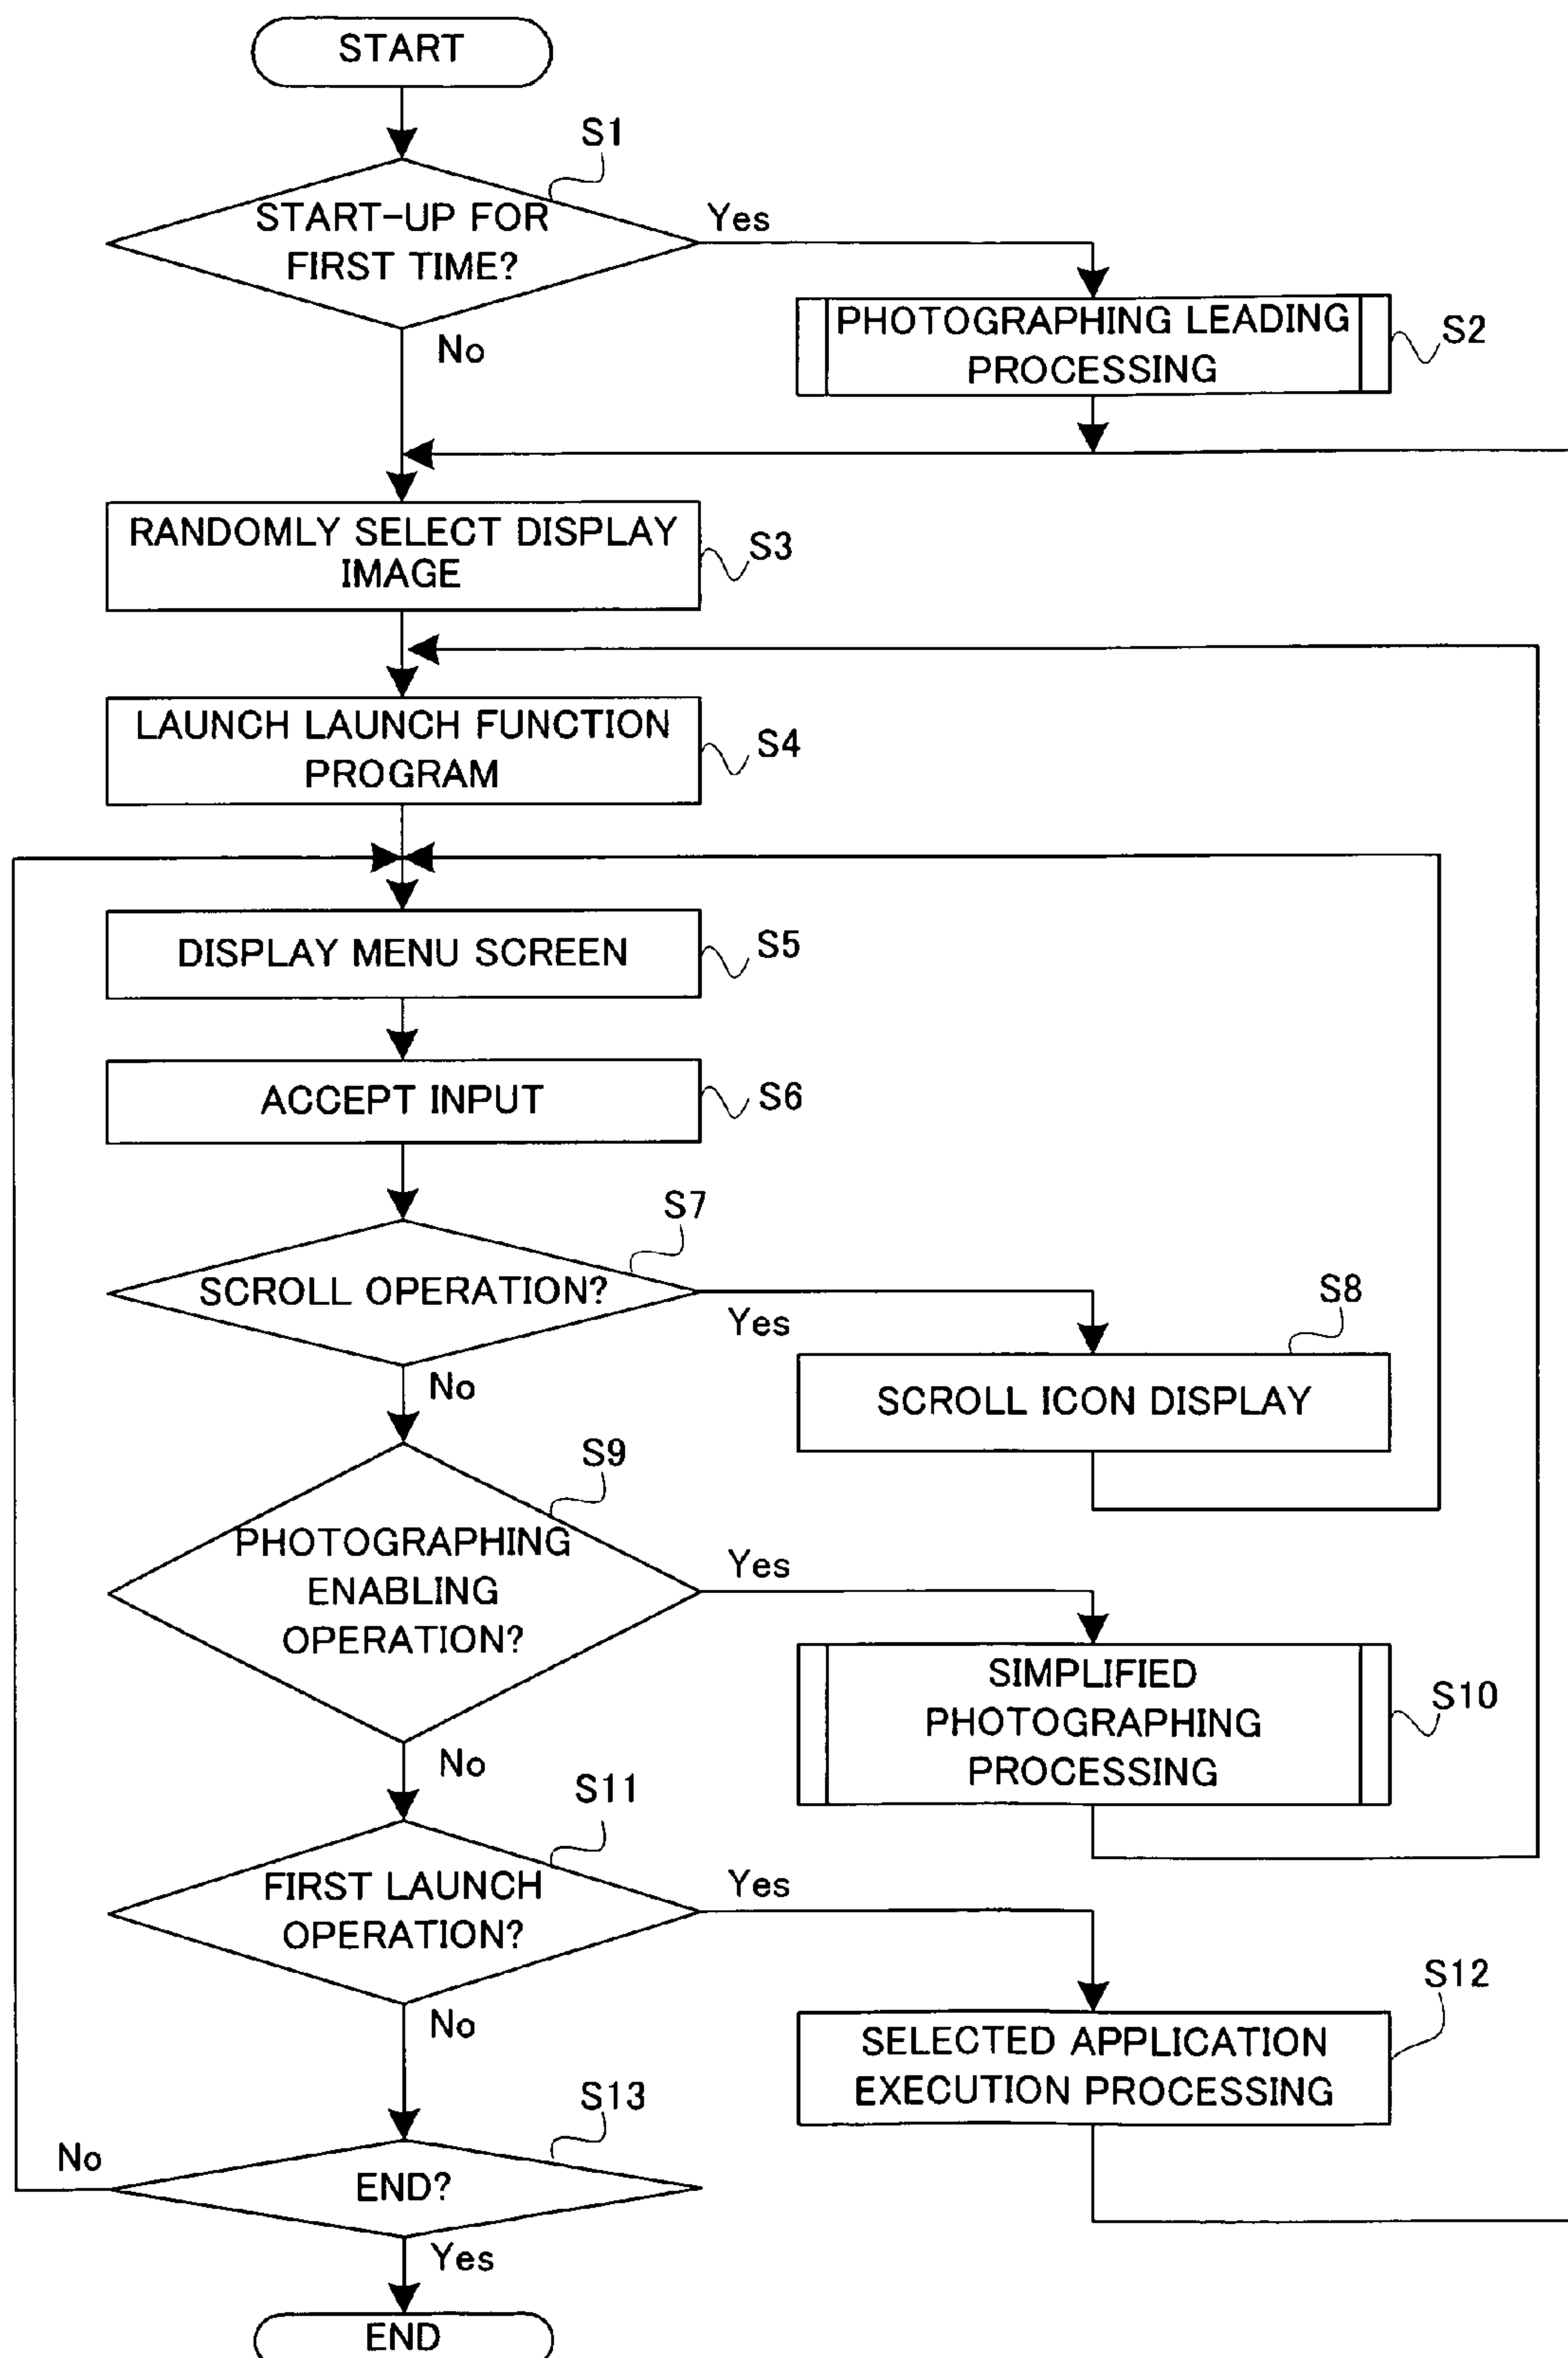 START
S1
START-UP FOR
FIRST TIME?
Yes
No
PHOTOGRAPHING LEADING
PROCESSING
S2
RANDOMLY SELECT DISPLAY
IMAGE
S3
LAUNCH LAUNCH FUNCTION
PROGRAM
S4
DISPLAY MENU SCREEN
S5
ACCEPT INPUT
S6
S7
SCROLL OPERATION?
Yes
No
S8
SCROLL ICON DISPLAY
S9
PHOTOGRAPHING
ENABLING
OPERATION?
Yes
No
SIMPLIFIED
PHOTOGRAPHING
PROCESSING
S10
S11
FIRST LAUNCH
OPERATION?
Yes
No
S12
SELECTED APPLICATION
EXECUTION PROCESSING
S13
No
END?
Yes
END